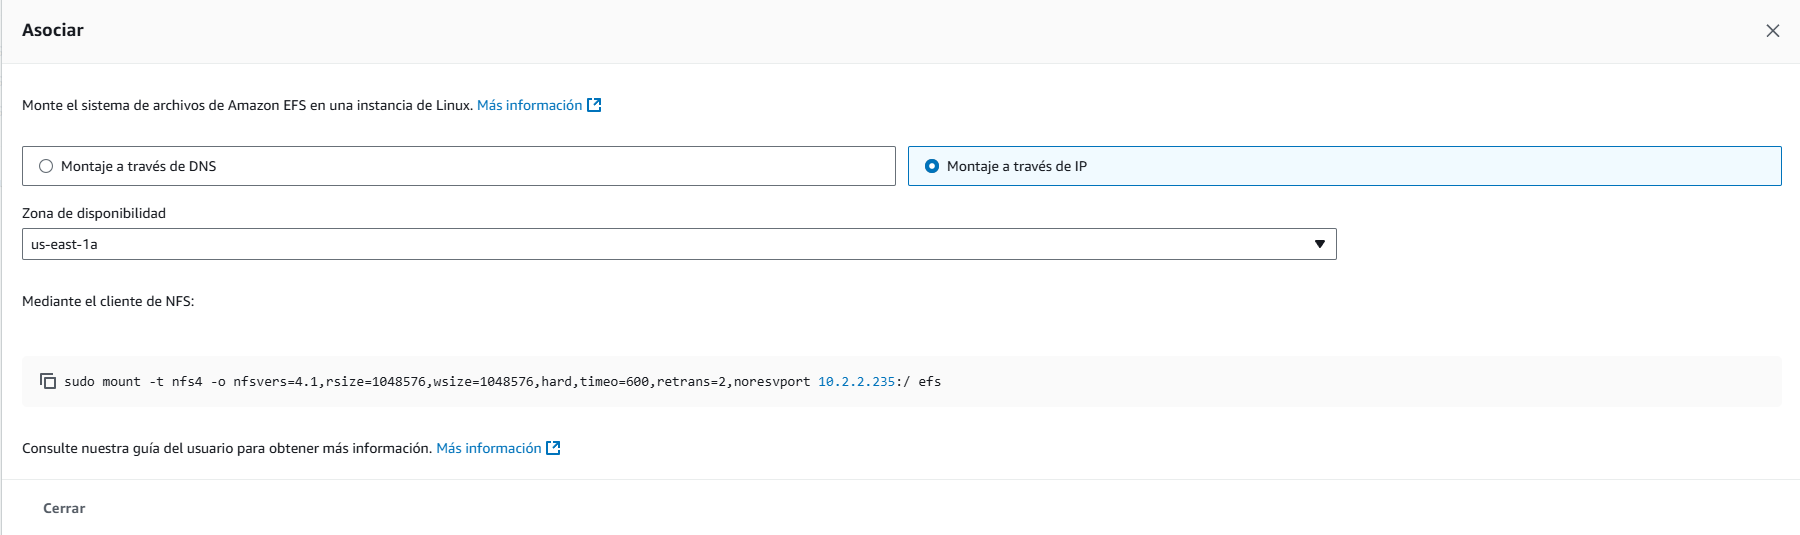 Asociar
Monte el sistema de archivos de Amazon EFS en una instancia de Linux. Más información
Montaje a través de DNS
Montaje a través de IP
Zona de disponibilidad
us-east-1a
Mediante el cliente de NFS:
sudo mount -t nfs4 -o nfsvers=4.1,rsize=1048576,wsize=1048576,hard,timeo=600,retrans=2,noresvport 10.2.2.235:/ efs
Consulte nuestra guía del usuario para obtener más información. Más información
Cerrar